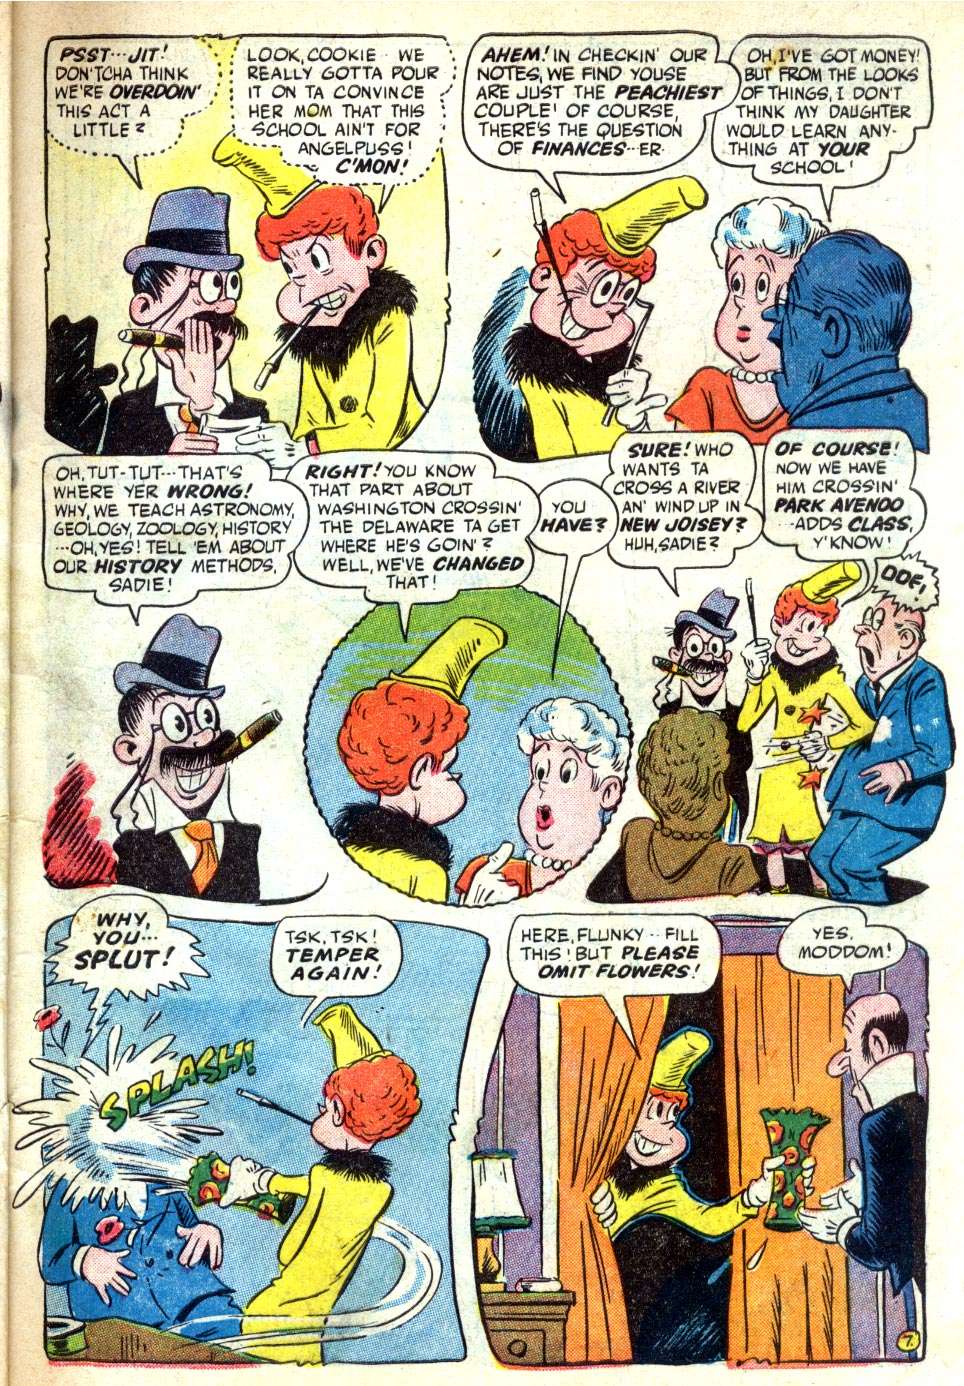 PSST---JIT!
DON'TCHA THINK
WE'RE OVERDOIN'
THIS ACT A
LITTLE?
LOOK, COOKIE -- WE
REALLY GOTTA POUR
IT ON TA CONVINCE
HER MOM THAT THIS
SCHOOL AIN'T FOR
ANGELPUSS!
C'MON!
AHEM! IN CHECKIN' OUR
NOTES, WE FIND YOUSE
ARE JUST THE PEACHIEST
COUPLE! OF COURSE,
THERE'S THE QUESTION
OF FINANCES---ER--
OH, I'VE GOT MONEY!
BUT FROM THE LOOKS
OF THINGS, I DON'T
THINK MY DAUGHTER
WOULD LEARN ANY-
THING AT YOUR
SCHOOL!
OH, TUT-TUT---THAT'S
WHERE YER WRONG!
WHY, WE TEACH ASTRONOMY,
GEOLOGY, ZOOLOGY, HISTORY
---OH, YES! TELL 'EM ABOUT
OUR HISTORY METHODS,
SADIE!
RIGHT! YOU KNOW
THAT PART ABOUT
WASHINGTON CROSSIN'
THE DELAWARE TA GET
WHERE HE'S GOIN'?
WELL, WE'VE CHANGED
THAT!
YOU
HAVE?
SURE! WHO
WANTS TA
CROSS A RIVER
AN' WIND UP IN
NEW JOISEY?
HUH, SADIE?
OF COURSE!
NOW WE HAVE
HIM CROSSIN'
PARK AVENOO
---ADDS CLASS,
Y'KNOW!
OOF!
WHY,
YOU---
SPLUT!
SPLASH!
TSK, TSK!
TEMPER
AGAIN!
HERE, FLUNKY -- FILL
THIS! BUT PLEASE
OMIT FLOWERS!
YES,
MODDOM!
7.